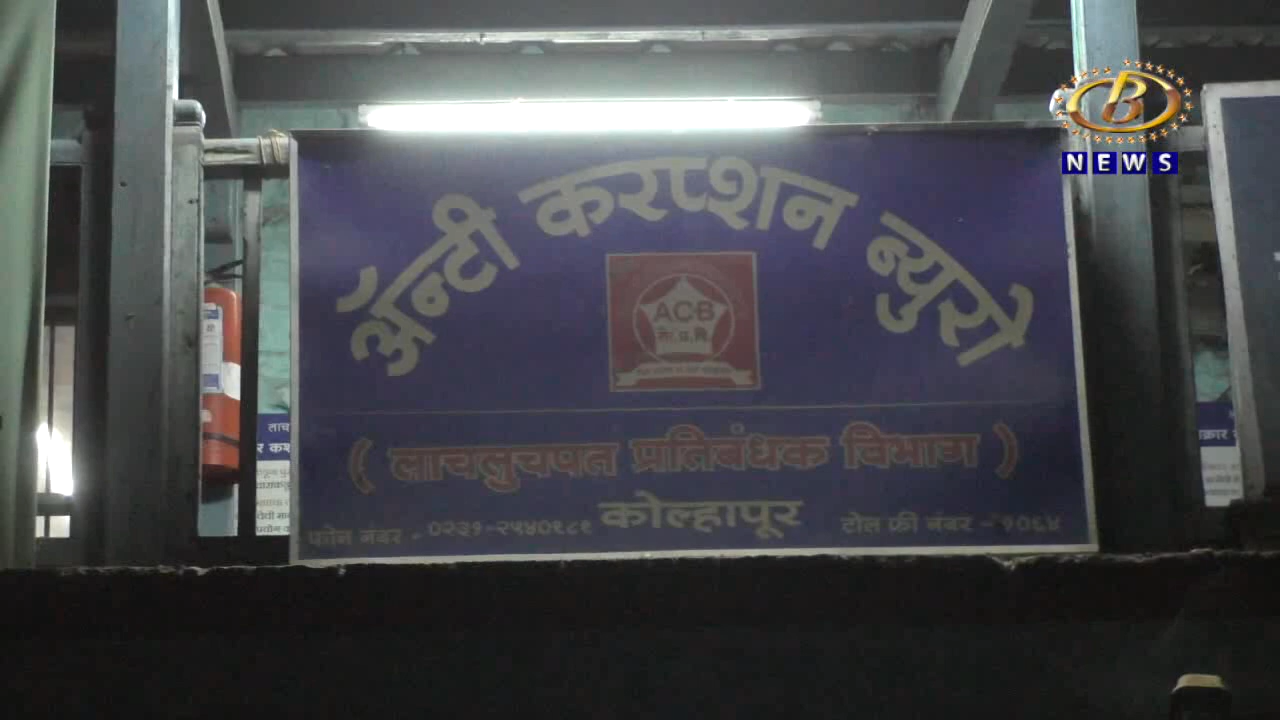 B
NEWS
ॲन्टी करप्शन ब्युरो
ACB
ला.प्र.वि.
( लाचलुचपत प्रतिबंधक विभाग )
कोल्हापूर
फोन नंबर - ०२३१-२५४०१८९ टोल फ्री नंबर - १०६४